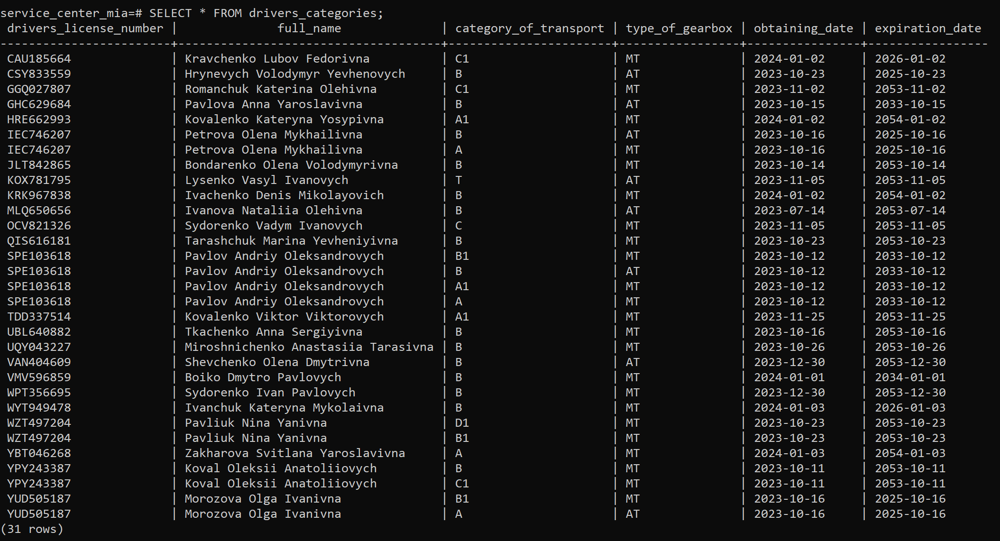 service_center_mia=# SELECT * FROM drivers_categories;
 drivers_license_number |              full_name              | category_of_transport | type_of_gearbox | obtaining_date | expiration_date
------------------------+-------------------------------------+-----------------------+-----------------+----------------+-----------------
 CAU185664              | Kravchenko Lubov Fedorivna          | C1                    | MT              | 2024-01-02     | 2026-01-02
 CSY833559              | Hrynevych Volodymyr Yevhenovych     | B                     | AT              | 2023-10-23     | 2025-10-23
 GGQ027807              | Romanchuk Katerina Olehivna         | C1                    | MT              | 2023-11-02     | 2053-11-02
 GHC629684              | Pavlova Anna Yaroslavivna           | B                     | AT              | 2023-10-15     | 2033-10-15
 HRE662993              | Kovalenko Kateryna Yosypivna        | A1                    | MT              | 2024-01-02     | 2054-01-02
 IEC746207              | Petrova Olena Mykhailivna           | B                     | AT              | 2023-10-16     | 2025-10-16
 IEC746207              | Petrova Olena Mykhailivna           | A                     | MT              | 2023-10-16     | 2025-10-16
 JLT842865              | Bondarenko Olena Volodymyrivna      | B                     | MT              | 2023-10-14     | 2053-10-14
 KOX781795              | Lysenko Vasyl Ivanovych             | T                     | AT              | 2023-11-05     | 2053-11-05
 KRK967838              | Ivachenko Denis Mikolayovich        | B                     | MT              | 2024-01-02     | 2054-01-02
 MLQ650656              | Ivanova Nataliia Olehivna           | B                     | AT              | 2023-07-14     | 2053-07-14
 OCV821326              | Sydorenko Vadym Ivanovych           | C                     | MT              | 2023-11-05     | 2053-11-05
 QIS616181              | Tarashchuk Marina Yevheniyivna      | B                     | MT              | 2023-10-23     | 2053-10-23
 SPE103618              | Pavlov Andriy Oleksandrovych        | B1                    | MT              | 2023-10-12     | 2033-10-12
 SPE103618              | Pavlov Andriy Oleksandrovych        | B                     | AT              | 2023-10-12     | 2033-10-12
 SPE103618              | Pavlov Andriy Oleksandrovych        | A1                    | MT              | 2023-10-12     | 2033-10-12
 SPE103618              | Pavlov Andriy Oleksandrovych        | A                     | MT              | 2023-10-12     | 2033-10-12
 TDD337514              | Kovalenko Viktor Viktorovych        | A1                    | MT              | 2023-11-25     | 2053-11-25
 UBL640882              | Tkachenko Anna Sergiyivna           | B                     | MT              | 2023-10-16     | 2053-10-16
 UQY043227              | Miroshnichenko Anastasiia Tarasivna | B                     | MT              | 2023-10-26     | 2053-10-26
 VAN404609              | Shevchenko Olena Dmytrivna          | B                     | AT              | 2023-12-30     | 2053-12-30
 VMV596859              | Boiko Dmytro Pavlovych              | B                     | MT              | 2024-01-01     | 2034-01-01
 WPT356695              | Sydorenko Ivan Pavlovych            | B                     | MT              | 2023-12-30     | 2053-12-30
 WYT949478              | Ivanchuk Kateryna Mykolaivna        | B                     | MT              | 2024-01-03     | 2026-01-03
 WZT497204              | Pavliuk Nina Yanivna                | D1                    | MT              | 2023-10-23     | 2053-10-23
 WZT497204              | Pavliuk Nina Yanivna                | B1                    | MT              | 2023-10-23     | 2053-10-23
 YBT046268              | Zakharova Svitlana Yaroslavivna     | A                     | MT              | 2024-01-03     | 2054-01-03
 YPY243387              | Koval Oleksii Anatoliiovych         | B                     | MT              | 2023-10-11     | 2053-10-11
 YPY243387              | Koval Oleksii Anatoliiovych         | C1                    | MT              | 2023-10-11     | 2053-10-11
 YUD505187              | Morozova Olga Ivanivna              | B1                    | MT              | 2023-10-16     | 2025-10-16
 YUD505187              | Morozova Olga Ivanivna              | A                     | AT              | 2023-10-16     | 2025-10-16
(31 rows)